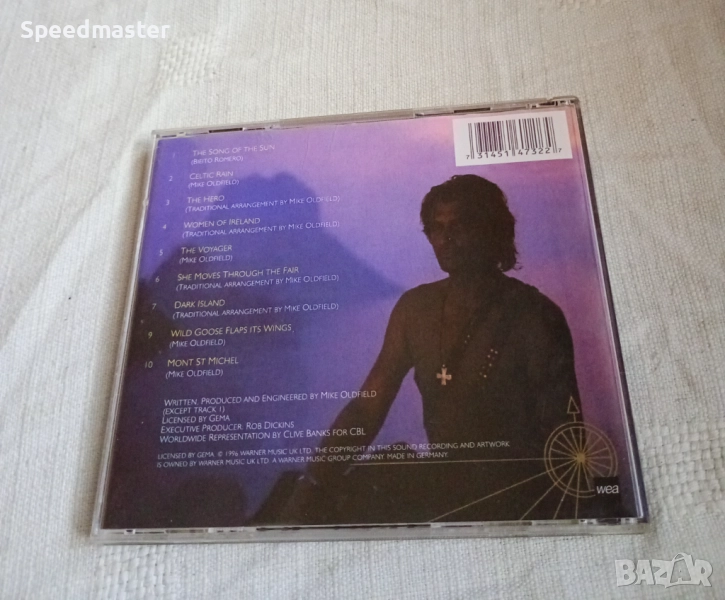 Speedmaster
1 THE SONG OF THE SUN
(BIEITO ROMERO)
2 CELTIC RAIN
(MIKE OLDFIELD)
3 THE HERO
(TRADITIONAL ARRANGEMENT BY MIKE OLDFIELD)
4 WOMEN OF IRELAND
(TRADITIONAL ARRANGEMENT BY MIKE OLDFIELD)
5 THE VOYAGER
(MIKE OLDFIELD)
6 SHE MOVES THROUGH THE FAIR
(TRADITIONAL ARRANGEMENT BY MIKE OLDFIELD)
7 DARK ISLAND
(TRADITIONAL ARRANGEMENT BY MIKE OLDFIELD)
9 WILD GOOSE FLAPS ITS WINGS
(MIKE OLDFIELD)
10 MONT ST MICHEL
(MIKE OLDFIELD)
WRITTEN, PRODUCED AND ENGINEERED BY MIKE OLDFIELD
(EXCEPT TRACK 1)
LICENSED BY GEMA
EXECUTIVE PRODUCER: ROB DICKINS
WORLDWIDE REPRESENTATION BY CLIVE BANKS FOR CBL
LICENSED BY GEMA. © 1996 WARNER MUSIC UK LTD. THE COPYRIGHT IN THIS SOUND RECORDING AND ARTWORK
IS OWNED BY WARNER MUSIC UK LTD. A WARNER MUSIC GROUP COMPANY. MADE IN GERMANY.
7 31451 47322 7
wea
BAZAR